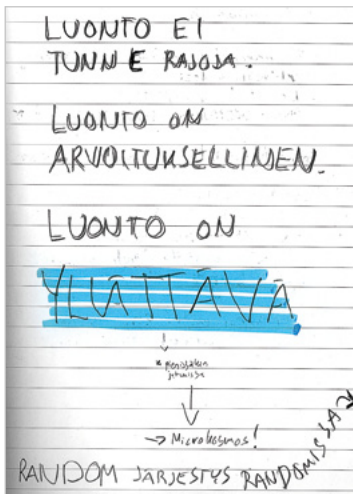 LUONTO EI
TUNNE RAJOJA.
LUONTO ON
ARVOITUKSELLINEN.
LUONTO ON
YLLÄTTÄVÄ
→ Microkosmos!
RANDOM JÄRJESTYS RANDOMISSA